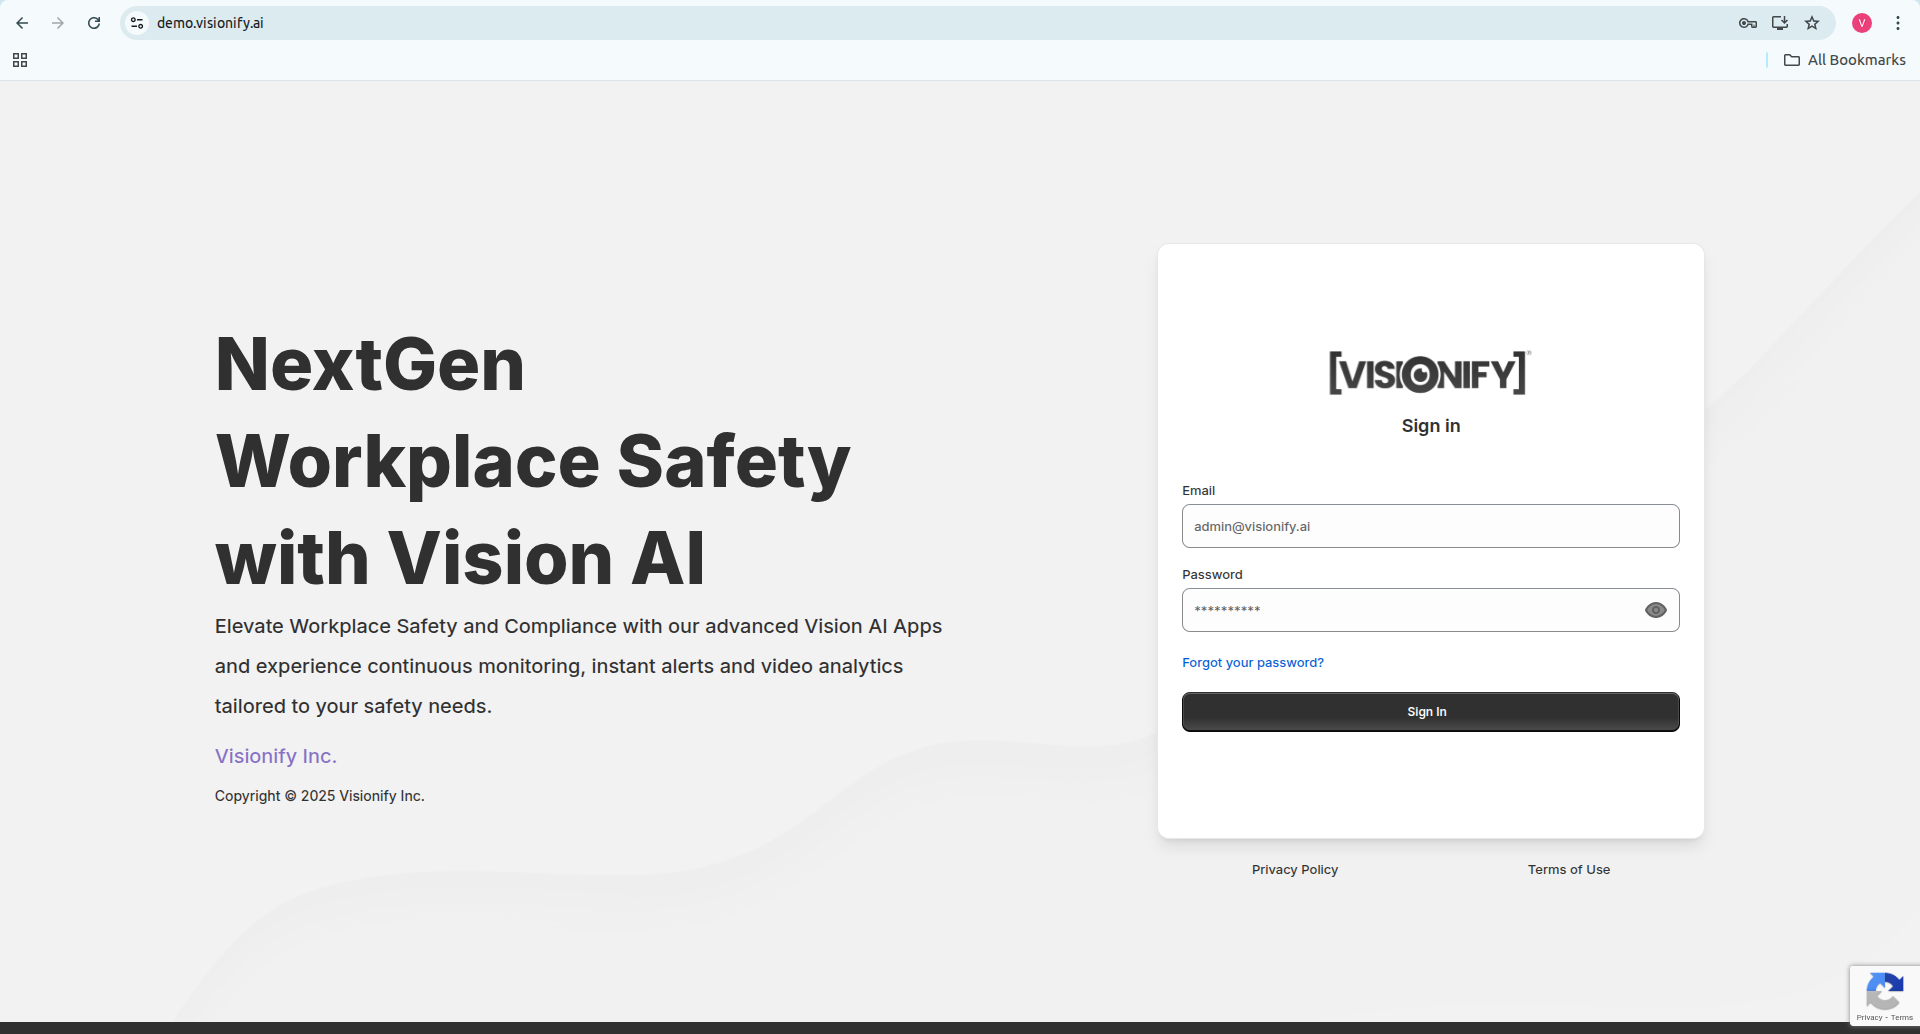 demo.visionify.ai
V
All Bookmarks
NextGen
Workplace Safety
with Vision AI
Elevate Workplace Safety and Compliance with our advanced Vision AI Apps
and experience continuous monitoring, instant alerts and video analytics
tailored to your safety needs.
Visionify Inc.
Copyright © 2025 Visionify Inc.
[VISIONIFY]®
Sign in
Email
admin@visionify.ai
Password
**********
Forgot your password?
Sign In
Privacy Policy
Terms of Use
Privacy - Terms